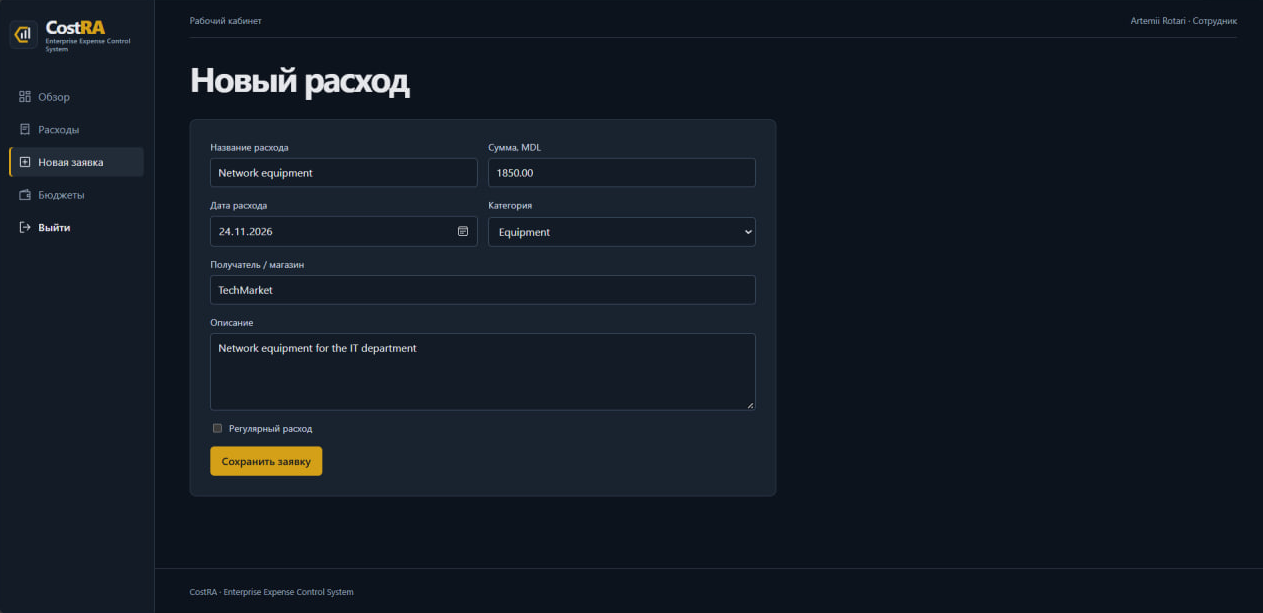 CostRA
Enterprise Expense Control
System
Обзор
Расходы
Новая заявка
Бюджеты
Выйти
Рабочий кабинет
Artemii Rotari · Сотрудник
Новый расход
Название расхода
Network equipment
Сумма, MDL
1850.00
Дата расхода
24.11.2026
Категория
Equipment
Получатель / магазин
TechMarket
Описание
Network equipment for the IT department
Регулярный расход
Сохранить заявку
CostRA · Enterprise Expense Control System